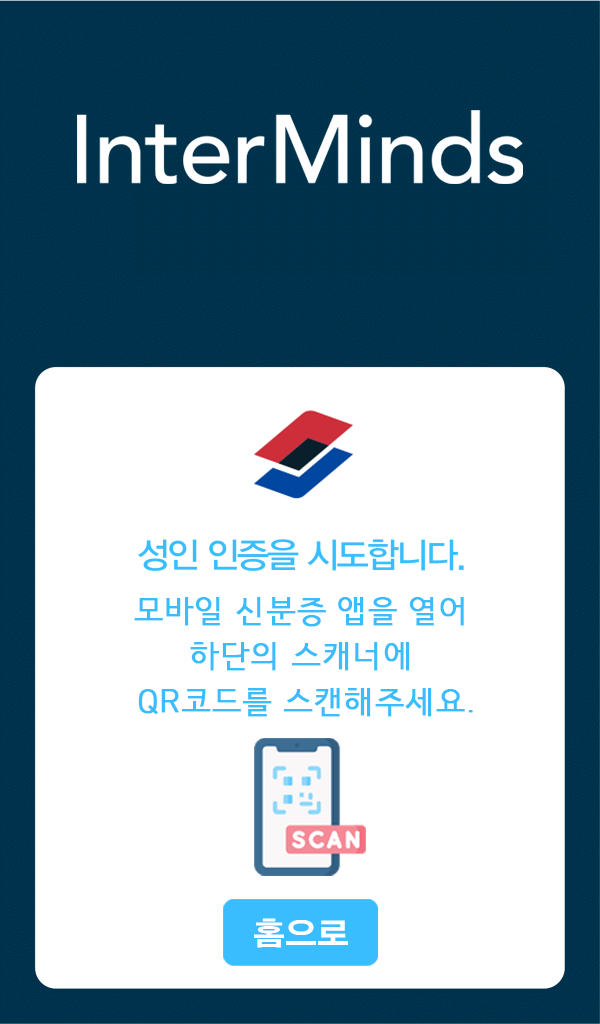 InterMinds
성인 인증을 시도합니다.
모바일 신분증 앱을 열어
하단의 스캐너에
QR코드를 스캔해주세요.
SCAN
홈으로